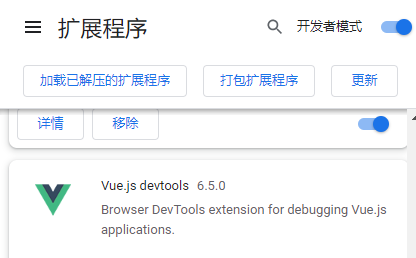 扩展程序
开发者模式
加载已解压的扩展程序
打包扩展程序
更新
详情
移除
Vue.js devtools 6.5.0
Browser DevTools extension for debugging Vue.js
applications.